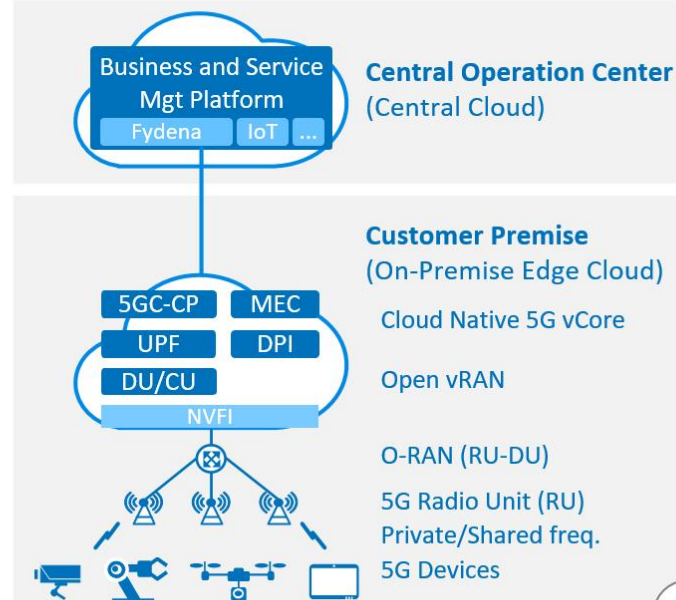 Business and Service
Mgt Platform
Fydena IoT ...
Central Operation Center
(Central Cloud)
Customer Premise
(On-Premise Edge Cloud)
5GC-CP MEC
Cloud Native 5G vCore
UPF DPI
DU/CU
Open vRAN
NVFI
O-RAN (RU-DU)
5G Radio Unit (RU)
Private/Shared freq.
5G Devices